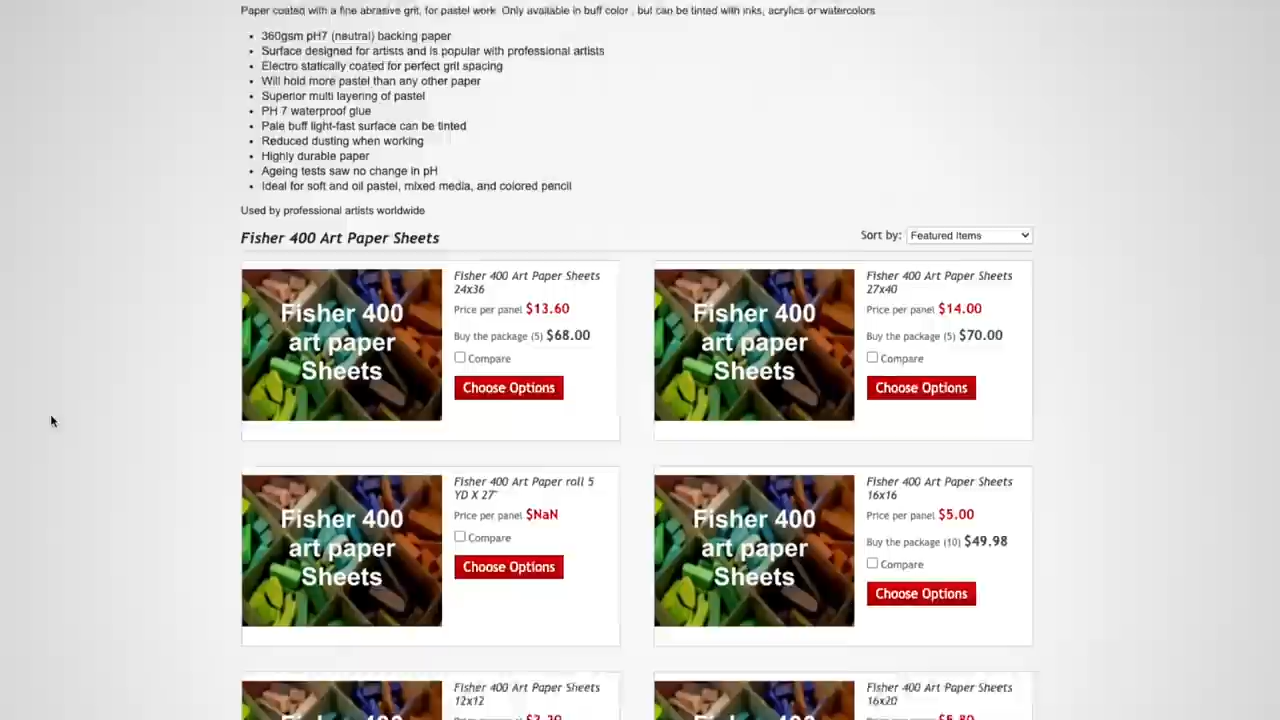 Paper coated with a fine abrasive grit, for pastel work. Only available in buff color , but can be tinted with inks, acrylics or watercolors
360gsm pH7 (neutral) backing paper
Surface designed for artists and is popular with professional artists
Electro statically coated for perfect grit spacing
Will hold more pastel than any other paper
Superior multi layering of pastel
PH 7 waterproof glue
Pale buff light-fast surface can be tinted
Reduced dusting when working
Highly durable paper
Ageing tests saw no change in pH
Ideal for soft and oil pastel, mixed media, and colored pencil
Used by professional artists worldwide
Fisher 400 Art Paper Sheets
Sort by: Featured Items
Fisher 400
art paper
Sheets
Fisher 400 Art Paper Sheets
24x36
Price per panel $13.60
Buy the package (5) $68.00
Compare
Choose Options
Fisher 400
art paper
Sheets
Fisher 400 Art Paper Sheets
27x40
Price per panel $14.00
Buy the package (5) $70.00
Compare
Choose Options
Fisher 400
art paper
Sheets
Fisher 400 Art Paper roll 5
YD X 27"
Price per panel $NaN
Compare
Choose Options
Fisher 400
art paper
Sheets
Fisher 400 Art Paper Sheets
16x16
Price per panel $5.00
Buy the package (10) $49.98
Compare
Choose Options
Fisher 400
Fisher 400 Art Paper Sheets
12x12
Price per panel
Fisher 400
Fisher 400 Art Paper Sheets
16x20
Price per panel